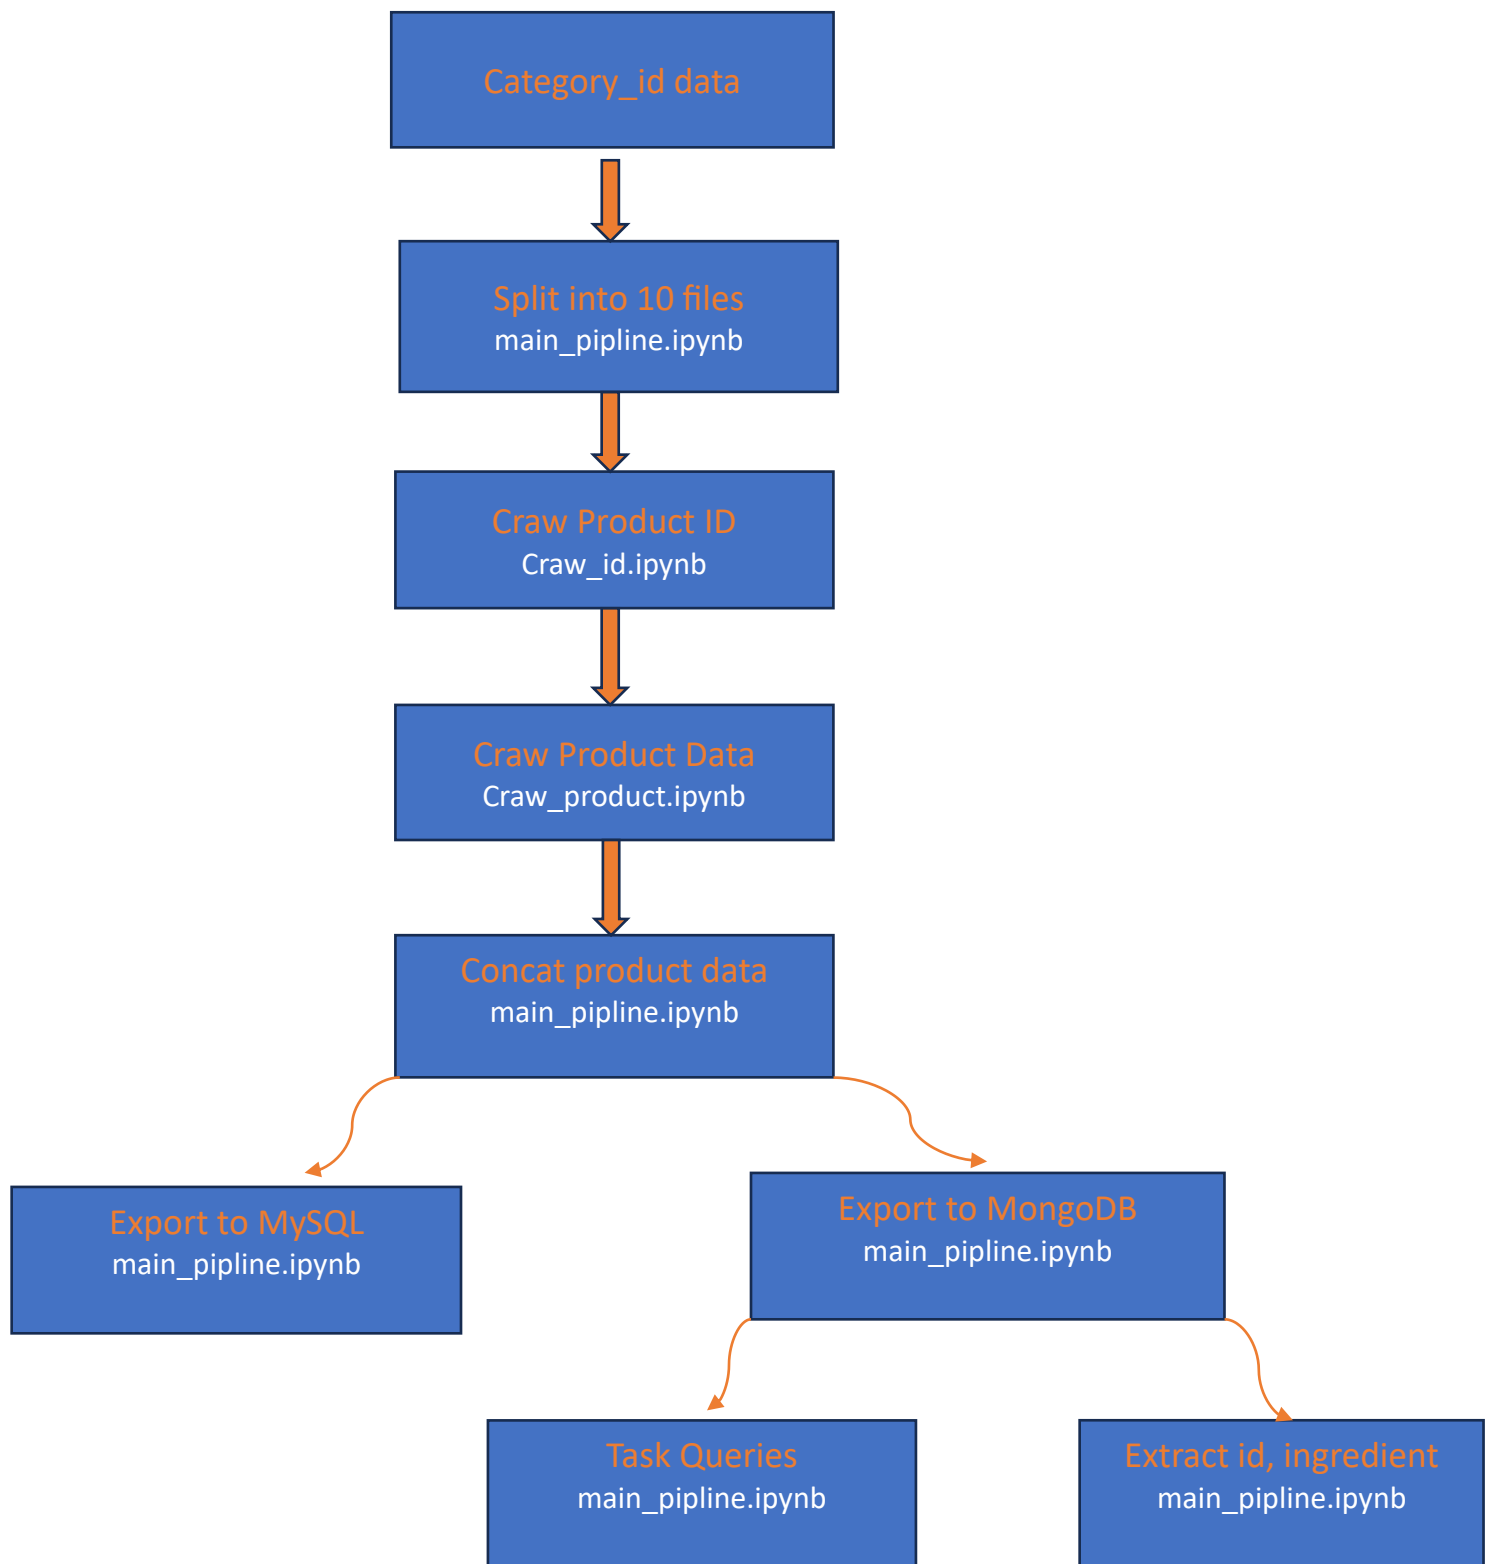 Category_id data
Split into 10 files
main_pipline.ipynb
Craw Product ID
Craw_id.ipynb
Craw Product Data
Craw_product.ipynb
Concat product data
main_pipline.ipynb
Export to MySQL
main_pipline.ipynb
Export to MongoDB
main_pipline.ipynb
Task Queries
main_pipline.ipynb
Extract id, ingredient
main_pipline.ipynb